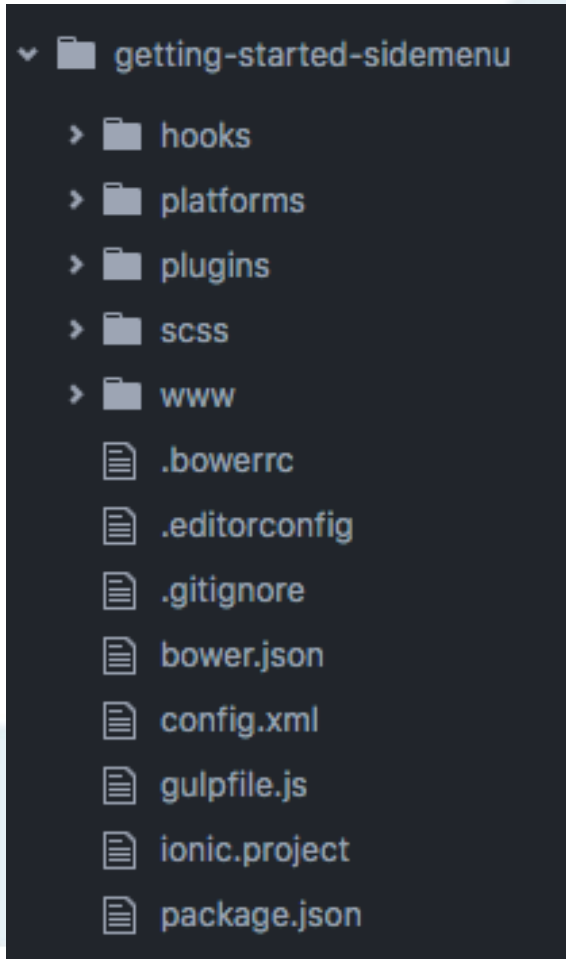 getting-started-sidemenu
hooks
platforms
plugins
scss
www
.bowerrc
.editorconfig
.gitignore
bower.json
config.xml
gulpfile.js
ionic.project
package.json